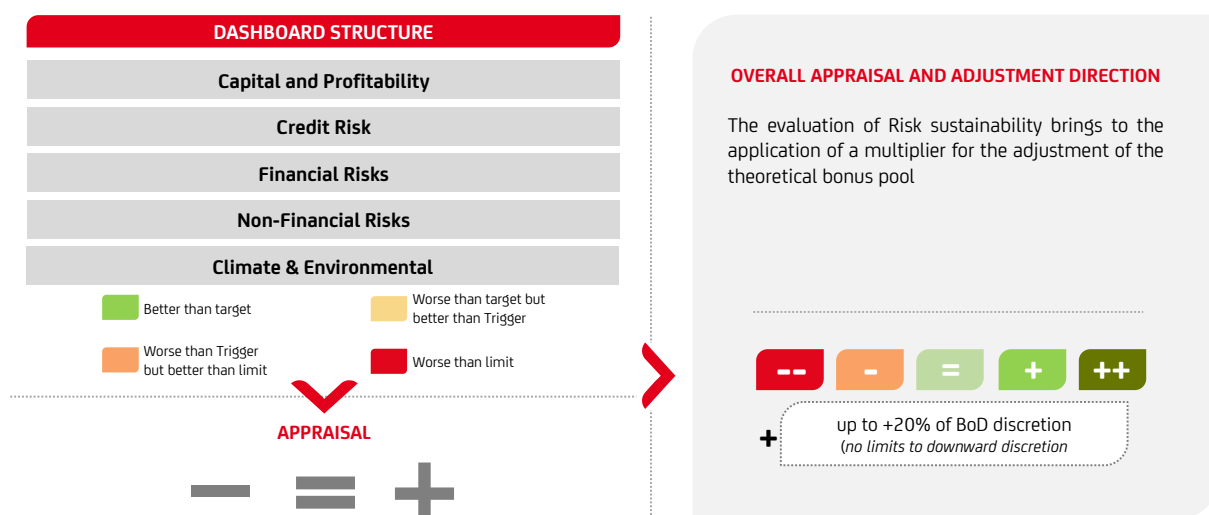 DASHBOARD STRUCTURE
Capital and Profitability
Credit Risk
Financial Risks
Non-Financial Risks
Climate & Environmental
Better than target
Worse than target but
better than Trigger
Worse than Trigger
but better than limit
Worse than limit
APPRAISAL
– = +
OVERALL APPRAISAL AND ADJUSTMENT DIRECTION
The evaluation of Risk sustainability brings to the
application of a multiplier for the adjustment of the
theoretical bonus pool
-- - = + ++
+
up to +20% of BoD discretion
(no limits to downward discretion